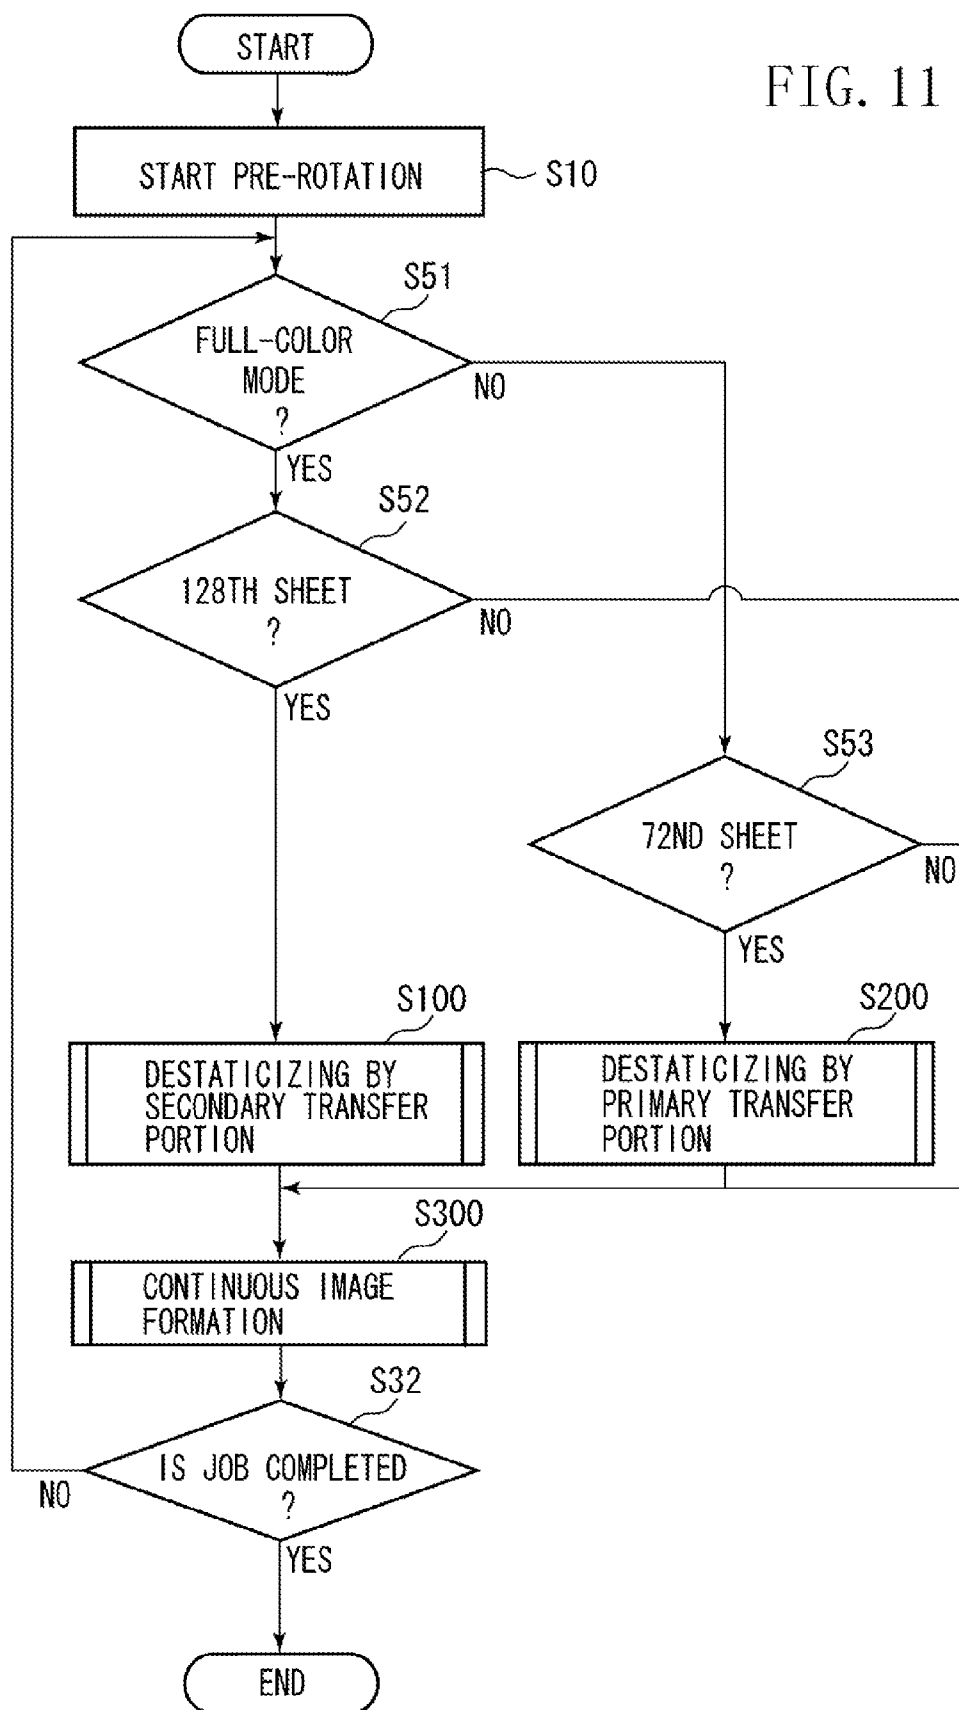 START
FIG. 11
START PRE-ROTATION
S10
S51
FULL-COLOR
MODE
?
NO
YES
S52
128TH SHEET
?
NO
YES
S53
72ND SHEET
?
NO
YES
S100
DESTATICIZING BY
SECONDARY TRANSFER
PORTION
S200
DESTATICIZING BY
PRIMARY TRANSFER
PORTION
S300
CONTINUOUS IMAGE
FORMATION
S32
IS JOB COMPLETED
?
NO
YES
END